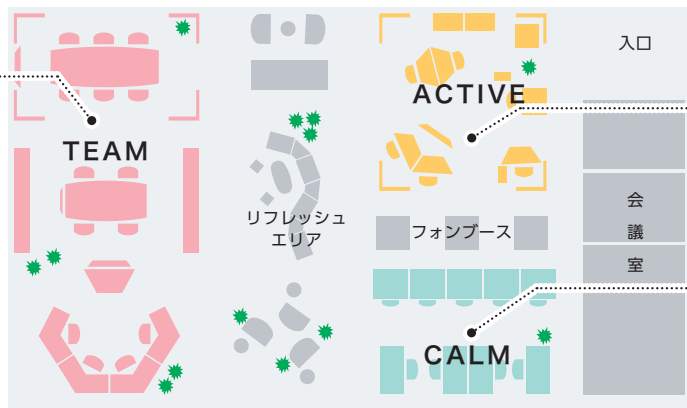 入口
ACTIVE
TEAM
リフレッシュ
エリア
フォンブース
会
議
室
CALM